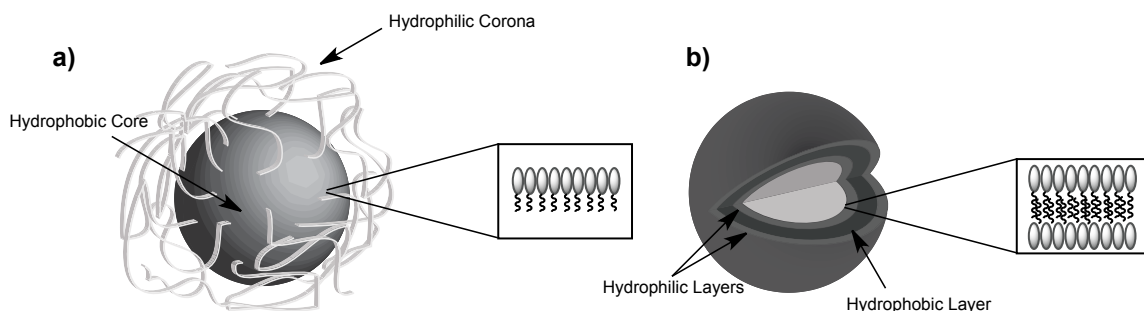 a)
Hydrophilic Corona
Hydrophobic Core
b)
Hydrophilic Layers
Hydrophobic Layer